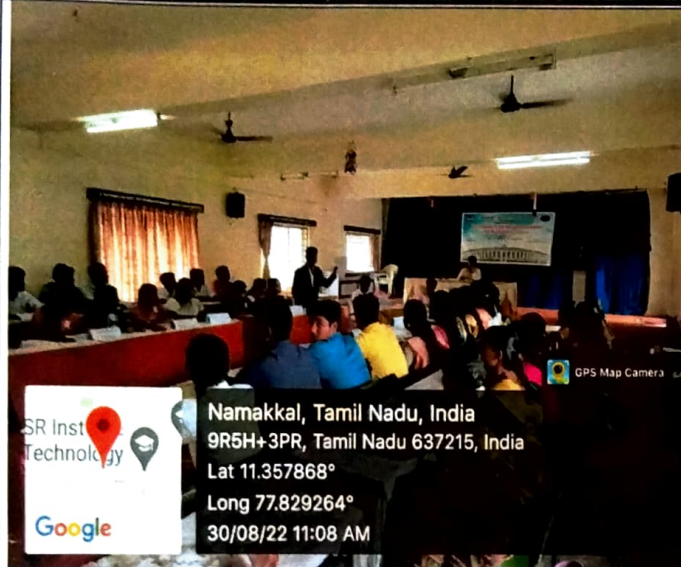 GPS Map Camera
SR Inst
Technology
Google
Namakkal, Tamil Nadu, India
9R5H+3PR, Tamil Nadu 637215, India
Lat 11.357868°
Long 77.829264°
30/08/22 11:08 AM